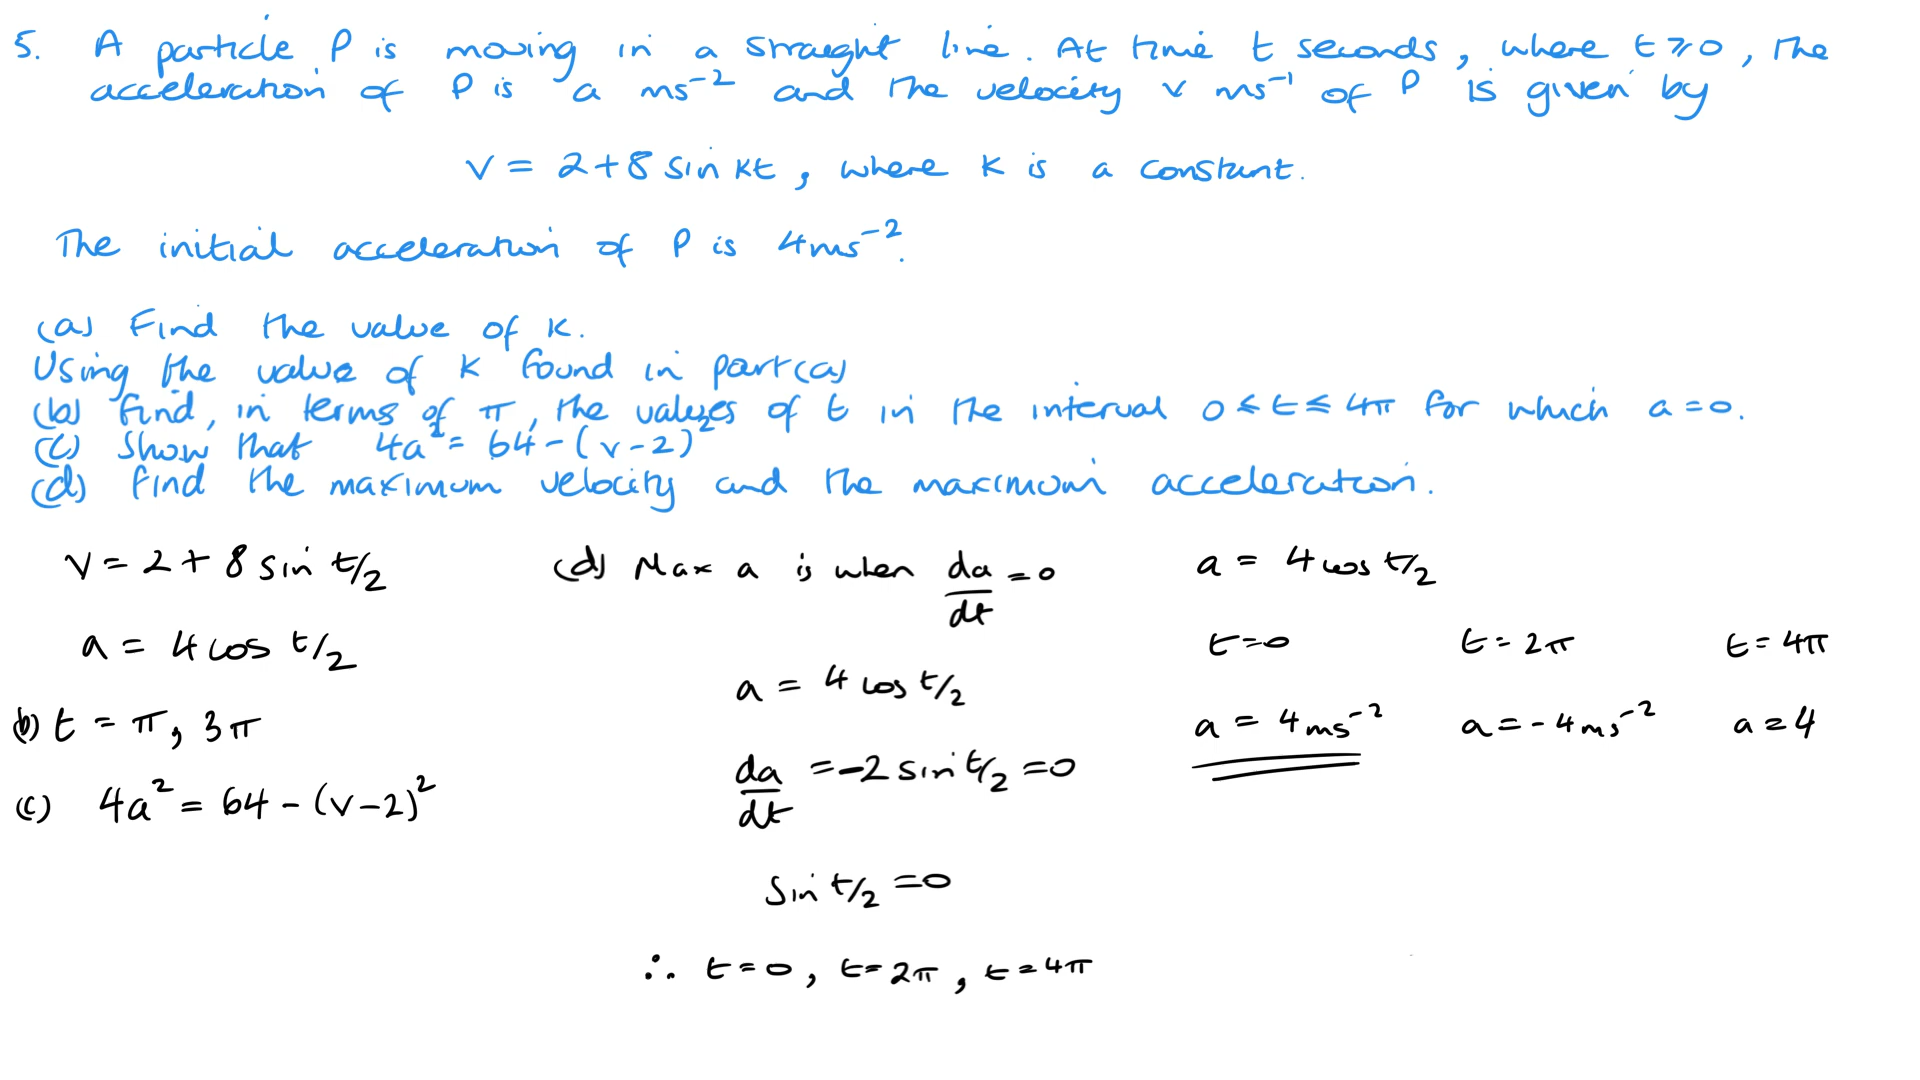 5. A particle P is moving in a straight line. At time t seconds, where t ⩾ 0, the
acceleration of P is a ms⁻² and the velocity v ms⁻¹ of P is given by
v = 2+8 sin kt, where k is a constant.
The initial acceleration of P is 4ms⁻².
(a) Find the value of k.
Using the value of k found in part(a)
(b) find, in terms of π, the values of t in the interval 0 ⩽ t ⩽ 4π for which a = 0.
(c) show that 4a² = 64 - (v-2)²
(d) find the maximum velocity and the maximum acceleration.
v = 2 + 8 sin t/2
a = 4 cos t/2
(b) t = π, 3π
(c) 4a² = 64 - (v-2)²
(d) Max a is when da/dt = 0
a = 4 cos t/2
da/dt = -2 sin t/2 = 0
sin t/2 = 0
∴ t = 0, t = 2π, t = 4π
a = 4 cos t/2
t = 0 t = 2π t = 4π
a = 4ms⁻² a = -4ms⁻² a = 4